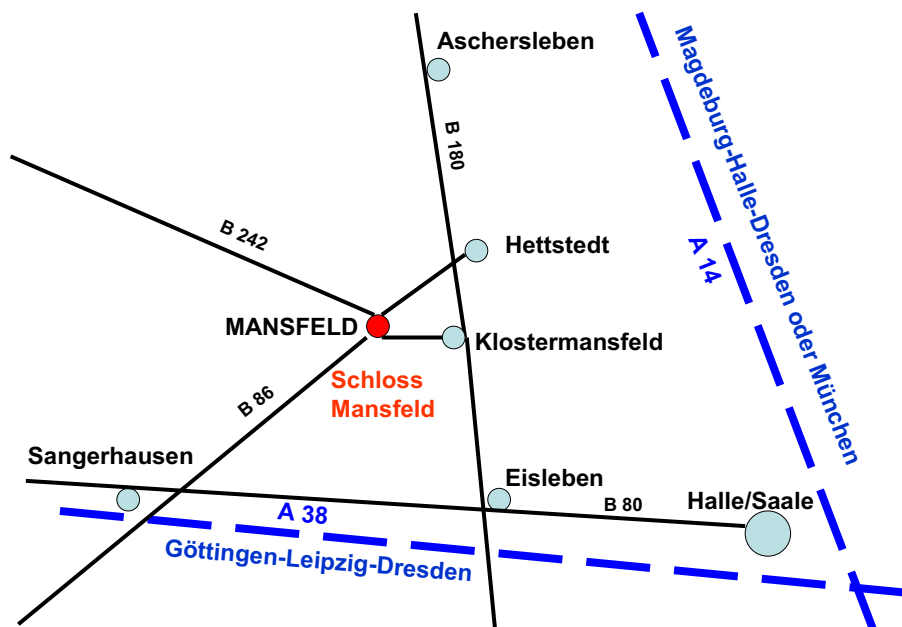 Aschersleben
Magdeburg-Halle-Dresden oder München
B 180
B 242
Hettstedt
A 14
MANSFELD
Klostermansfeld
Schloss
Mansfeld
B 86
Sangerhausen
Eisleben
Halle/Saale
A 38
B 80
Göttingen-Leipzig-Dresden